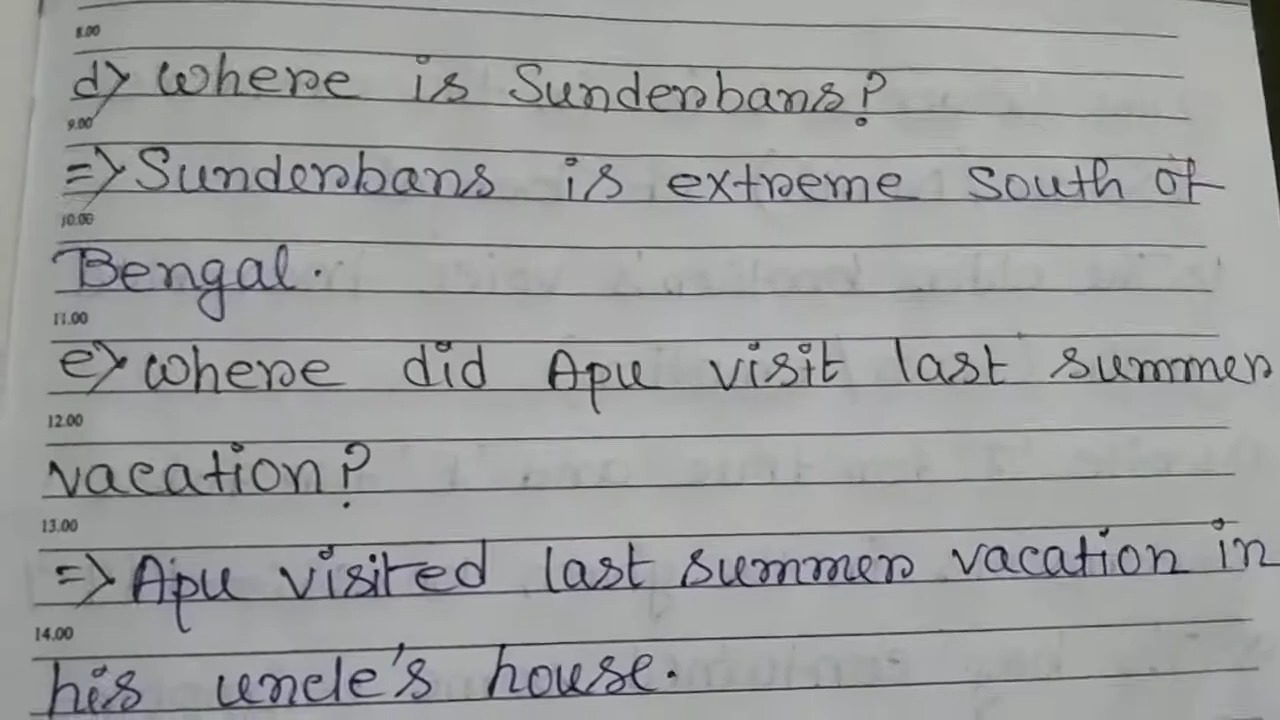 8.00
d) Where is Sunderbans?
9.00
=> Sunderbans is extreme south of
10.00
Bengal.
11.00
e) where did Apu visit last summer
12.00
vacation?
13.00
=> Apu visited last summer vacation in
14.00
his uncle's house.